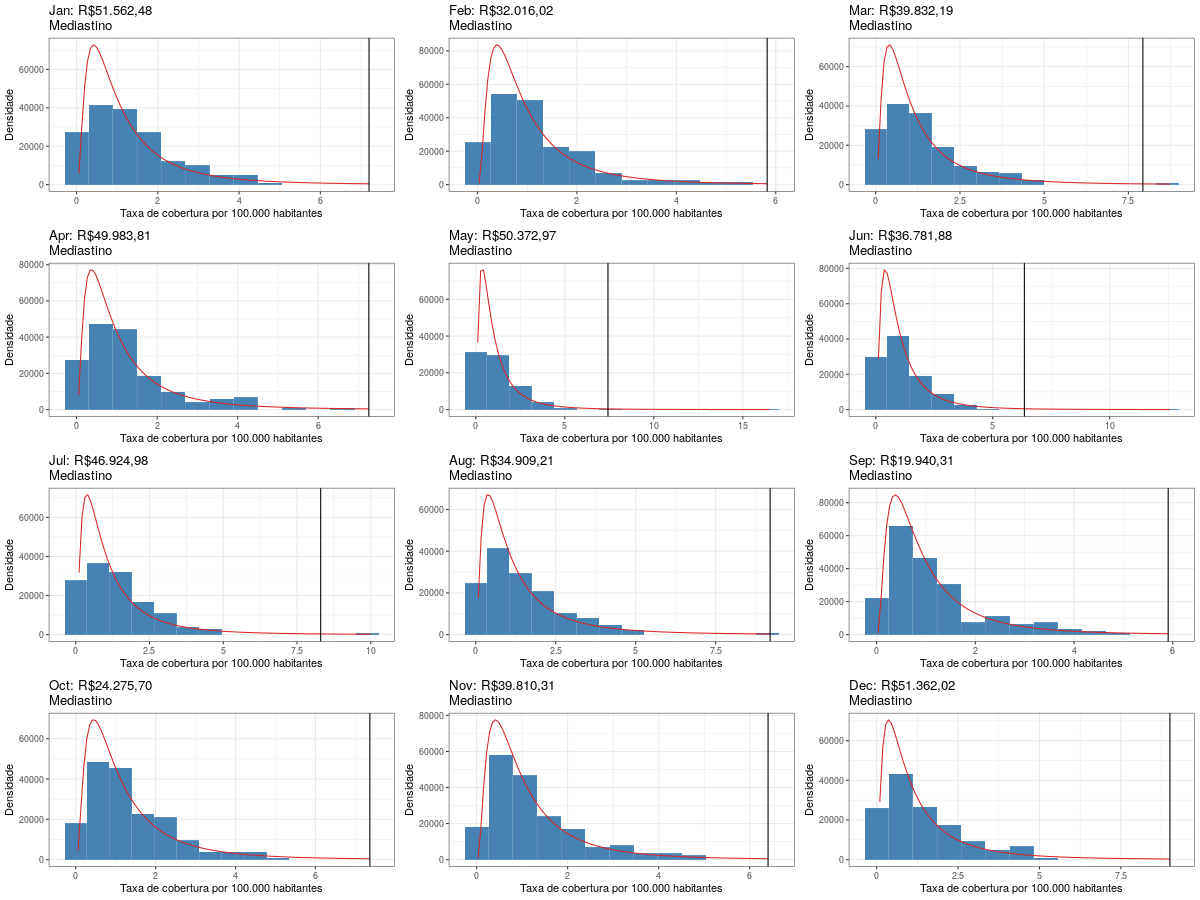 Jan: R$51.562,48
Mediastino
Densidade
60000
40000
20000
0
0 2 4 6
Taxa de cobertura por 100.000 habitantes
Feb: R$32.016,02
Mediastino
Densidade
80000
60000
40000
20000
0
0 2 4 6
Taxa de cobertura por 100.000 habitantes
Mar: R$39.832,19
Mediastino
Densidade
60000
40000
20000
0
0 2.5 5 7.5
Taxa de cobertura por 100.000 habitantes
Apr: R$49.983,81
Mediastino
Densidade
80000
60000
40000
20000
0
0 2 4 6
Taxa de cobertura por 100.000 habitantes
May: R$50.372,97
Mediastino
Densidade
60000
40000
20000
0
0 5 10 15
Taxa de cobertura por 100.000 habitantes
Jun: R$36.781,88
Mediastino
Densidade
80000
60000
40000
20000
0
0 5 10
Taxa de cobertura por 100.000 habitantes
Jul: R$46.924,98
Mediastino
Densidade
60000
40000
20000
0
0 2.5 5 7.5 10
Taxa de cobertura por 100.000 habitantes
Aug: R$34.909,21
Mediastino
Densidade
60000
40000
20000
0
0 2.5 5 7.5
Taxa de cobertura por 100.000 habitantes
Sep: R$19.940,31
Mediastino
Densidade
80000
60000
40000
20000
0
0 2 4 6
Taxa de cobertura por 100.000 habitantes
Oct: R$24.275,70
Mediastino
Densidade
60000
40000
20000
0
0 2 4 6
Taxa de cobertura por 100.000 habitantes
Nov: R$39.810,31
Mediastino
Densidade
80000
60000
40000
20000
0
0 2 4 6
Taxa de cobertura por 100.000 habitantes
Dec: R$51.362,02
Mediastino
Densidade
60000
40000
20000
0
0 2.5 5 7.5
Taxa de cobertura por 100.000 habitantes